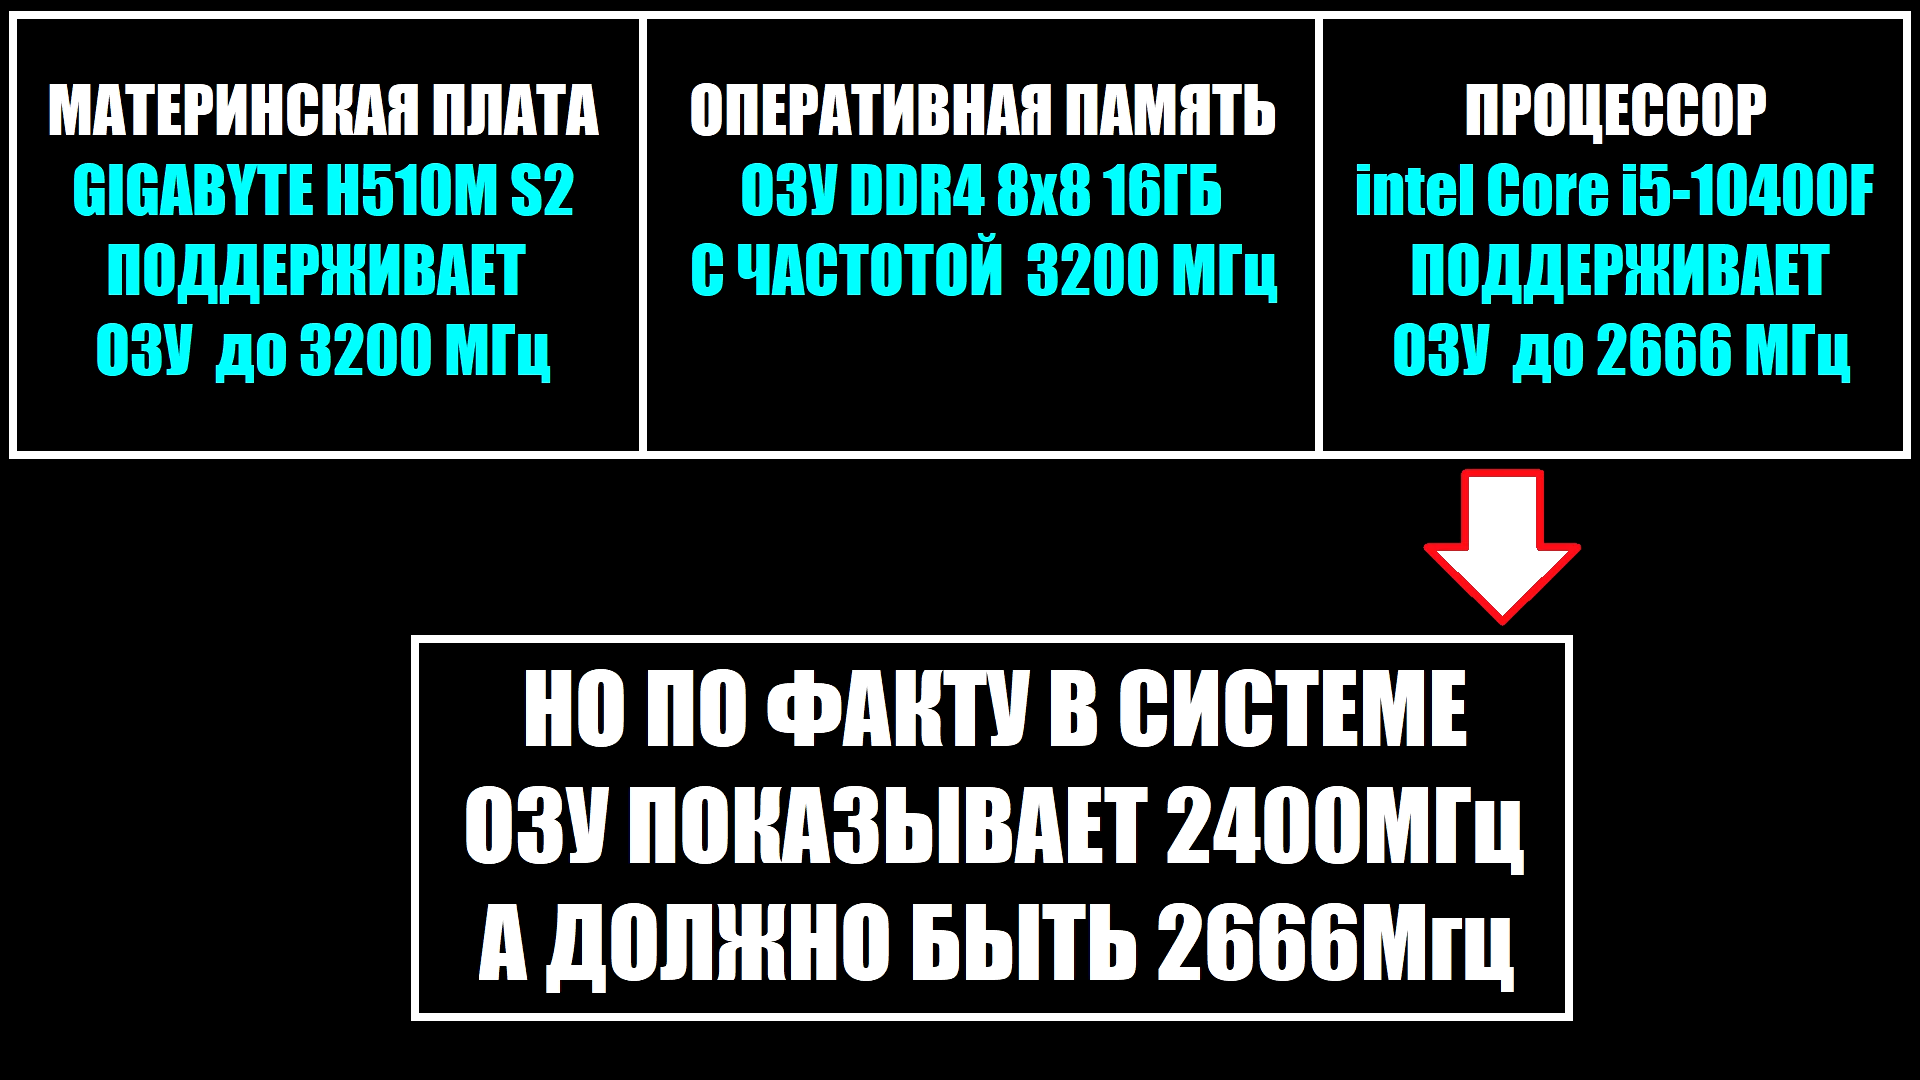 МАТЕРИНСКАЯ ПЛАТА
GIGABYTE H510M S2
ПОДДЕРЖИВАЕТ
ОЗУ до 3200 МГц
ОПЕРАТИВНАЯ ПАМЯТЬ
ОЗУ DDR4 8x8 16ГБ
С ЧАСТОТОЙ 3200 МГц
ПРОЦЕССОР
intel Core i5-10400F
ПОДДЕРЖИВАЕТ
ОЗУ до 2666 МГц
НО ПО ФАКТУ В СИСТЕМЕ
ОЗУ ПОКАЗЫВАЕТ 2400МГц
А ДОЛЖНО БЫТЬ 2666Мгц